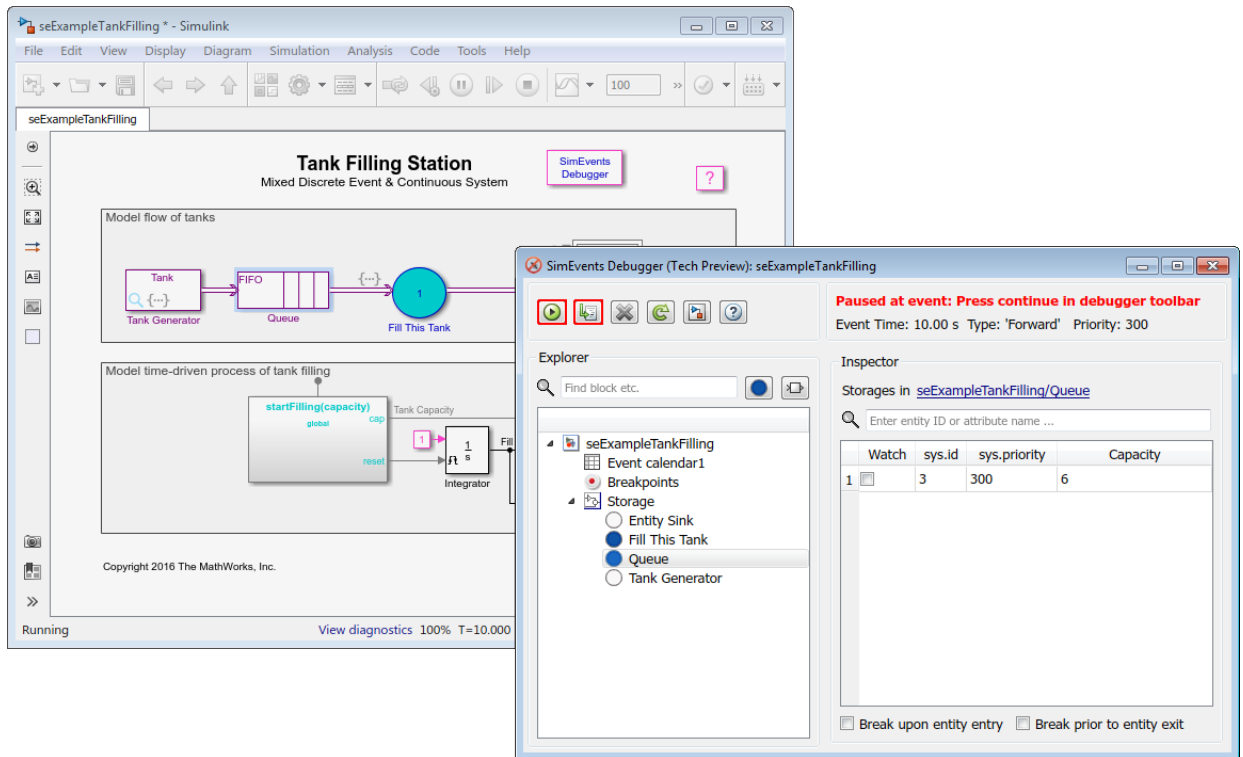 seExampleTankFilling * - Simulink
File Edit View Display Diagram Simulation Analysis Code Tools Help
100
»
seExampleTankFilling
Tank Filling Station
Mixed Discrete Event & Continuous System
SimEvents
Debugger
?
Model flow of tanks
Tank
{...}
Tank Generator
FIFO
Queue
{...}
1
Fill This Tank
Model time-driven process of tank filling
startFilling(capacity)
global
cap
reset
Tank Capacity
1
1
s
Integrator
Fill
Copyright 2016 The MathWorks, Inc.
»
Running
View diagnostics 100% T=10.000
SimEvents Debugger (Tech Preview): seExampleTankFilling
Paused at event: Press continue in debugger toolbar
Event Time: 10.00 s Type: 'Forward' Priority: 300
Explorer
Find block etc.
seExampleTankFilling
Event calendar1
Breakpoints
Storage
Entity Sink
Fill This Tank
Queue
Tank Generator
Inspector
Storages in seExampleTankFilling/Queue
Enter entity ID or attribute name ...
Watch sys.id sys.priority Capacity
1 3 300 6
Break upon entity entry Break prior to entity exit